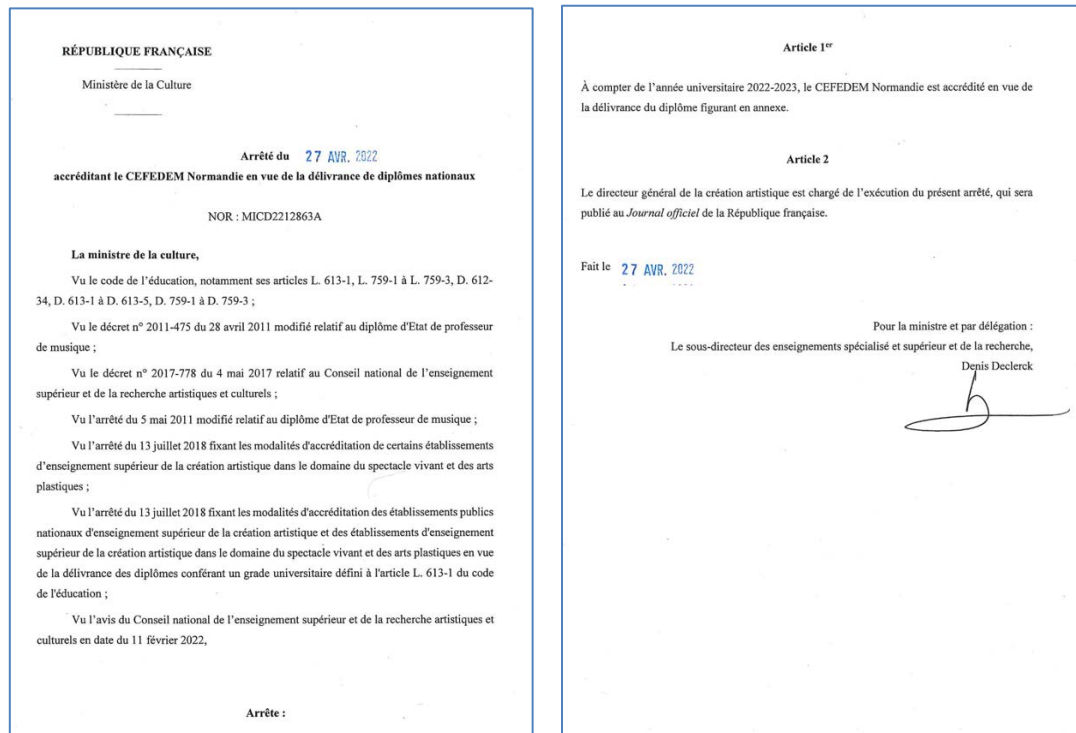 RÉPUBLIQUE FRANÇAISE
Ministère de la Culture
Arrêté du 27 AVR. 2022
accréditant le CEFEDEM Normandie en vue de la délivrance de diplômes nationaux
NOR : MICD2212863A
La ministre de la culture,
Vu le code de l'éducation, notamment ses articles L. 613-1, L. 759-1 à L. 759-3, D. 612-
34, D. 613-1 à D. 613-5, D. 759-1 à D. 759-3 ;
Vu le décret n° 2011-475 du 28 avril 2011 modifié relatif au diplôme d'Etat de professeur
de musique ;
Vu le décret n° 2017-778 du 4 mai 2017 relatif au Conseil national de l'enseignement
supérieur et de la recherche artistiques et culturels ;
Vu l'arrêté du 5 mai 2011 modifié relatif au diplôme d'Etat de professeur de musique ;
Vu l'arrêté du 13 juillet 2018 fixant les modalités d'accréditation de certains établissements
d'enseignement supérieur de la création artistique dans le domaine du spectacle vivant et des arts
plastiques ;
Vu l'arrêté du 13 juillet 2018 fixant les modalités d'accréditation des établissements publics
nationaux d'enseignement supérieur de la création artistique et des établissements d'enseignement
supérieur de la création artistique dans le domaine du spectacle vivant et des arts plastiques en vue
de la délivrance des diplômes conférant un grade universitaire défini à l'article L. 613-1 du code
de l'éducation ;
Vu l'avis du Conseil national de l'enseignement supérieur et de la recherche artistiques et
culturels en date du 11 février 2022,
Arrête :
Article 1er
À compter de l'année universitaire 2022-2023, le CEFEDEM Normandie est accrédité en vue de
la délivrance du diplôme figurant en annexe.
Article 2
Le directeur général de la création artistique est chargé de l'exécution du présent arrêté, qui sera
publié au Journal officiel de la République française.
Fait le 27 AVR. 2022
Pour la ministre et par délégation :
Le sous-directeur des enseignements spécialisé et supérieur et de la recherche,
Denis Declerck